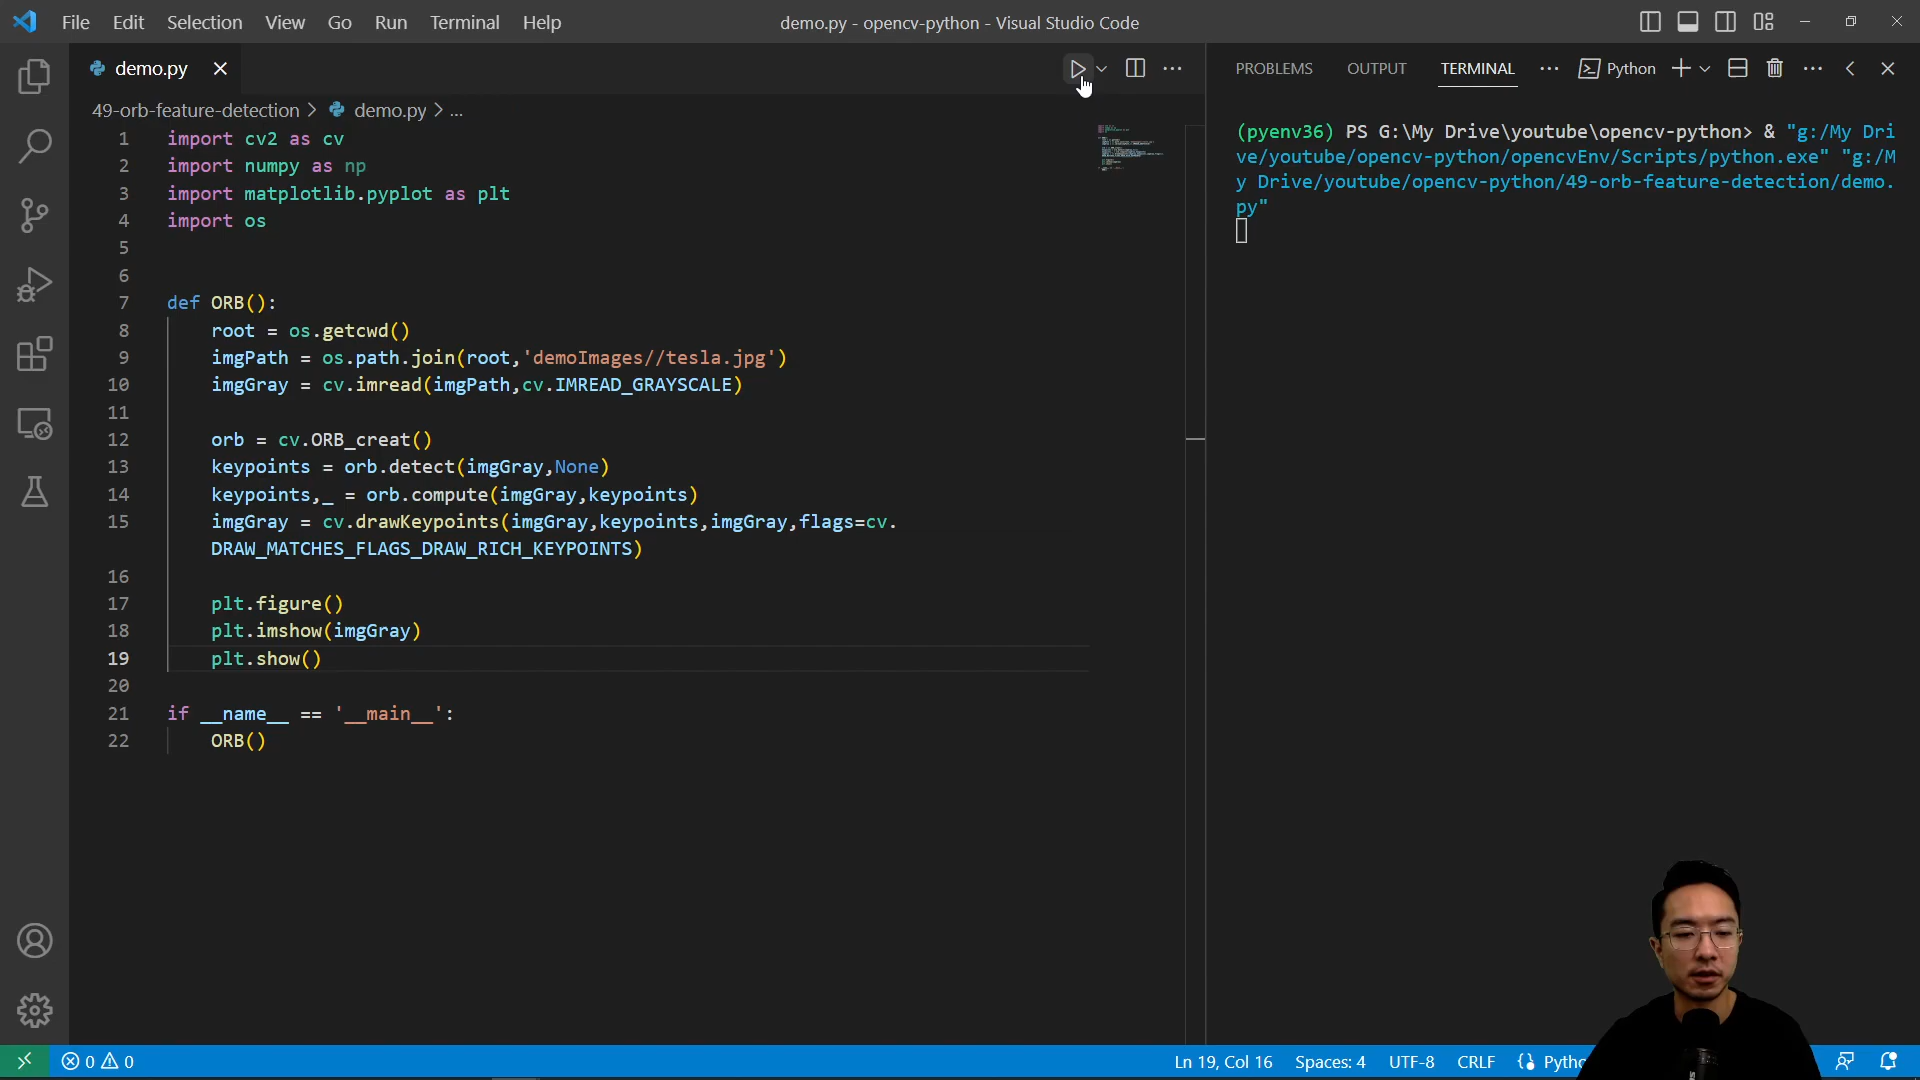 File Edit Selection View Go Run Terminal Help
demo.py - opencv-python - Visual Studio Code
demo.py
PROBLEMS OUTPUT TERMINAL ··· Python
49-orb-feature-detection > demo.py > ...
1 import cv2 as cv
2 import numpy as np
3 import matplotlib.pyplot as plt
4 import os
5
6
7 def ORB():
8 root = os.getcwd()
9 imgPath = os.path.join(root,'demoImages//tesla.jpg')
10 imgGray = cv.imread(imgPath,cv.IMREAD_GRAYSCALE)
11
12 orb = cv.ORB_creat()
13 keypoints = orb.detect(imgGray,None)
14 keypoints,_ = orb.compute(imgGray,keypoints)
15 imgGray = cv.drawKeypoints(imgGray,keypoints,imgGray,flags=cv.
DRAW_MATCHES_FLAGS_DRAW_RICH_KEYPOINTS)
16
17 plt.figure()
18 plt.imshow(imgGray)
19 plt.show()
20
21 if __name__ == '__main__':
22 ORB()
(pyenv36) PS G:\My Drive\youtube\opencv-python> & "g:/My Dri
ve/youtube/opencv-python/opencvEnv/Scripts/python.exe" "g:/M
y Drive/youtube/opencv-python/49-orb-feature-detection/demo.
py"
0 0
Ln 19, Col 16 Spaces: 4 UTF-8 CRLF